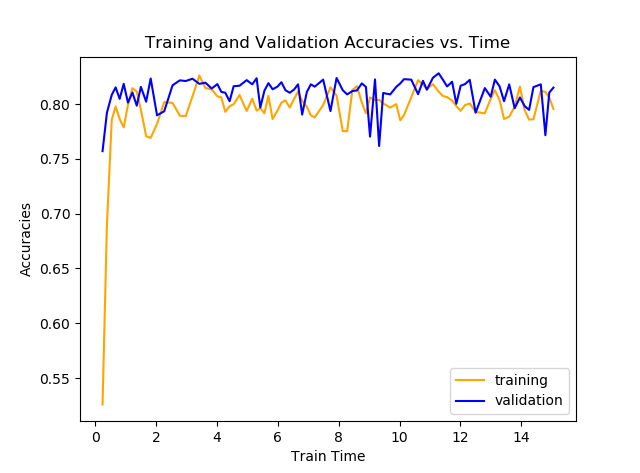 Training and Validation Accuracies vs. Time
Accuracies
0.80
0.75
0.70
0.65
0.60
0.55
0 2 4 6 8 10 12 14
Train Time
training
validation